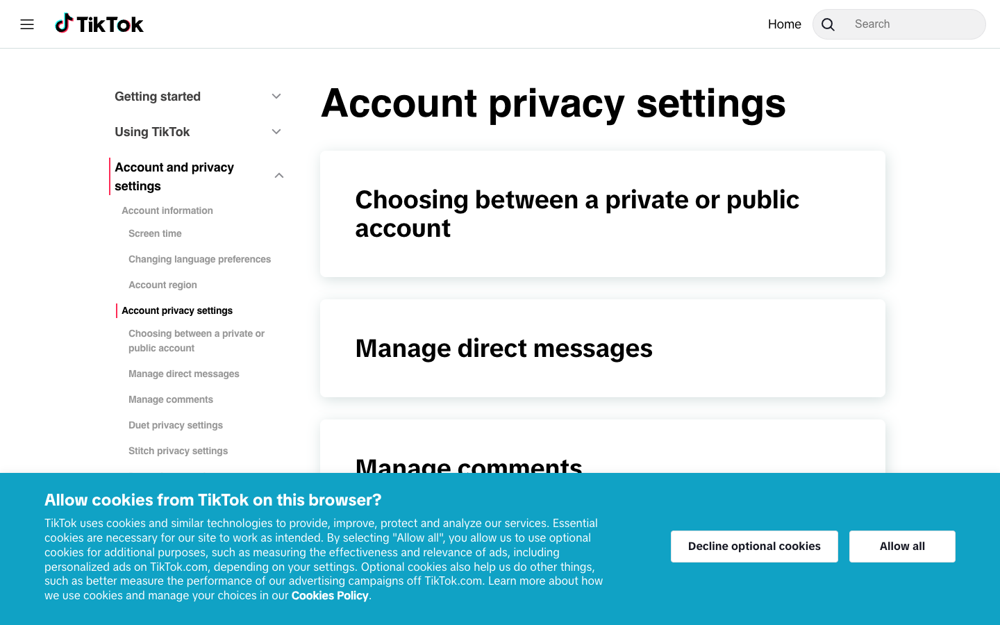 TikTok
Home
Search
Getting started
Using TikTok
Account and privacy
settings
Account information
Screen time
Changing language preferences
Account region
Account privacy settings
Choosing between a private or
public account
Manage direct messages
Manage comments
Duet privacy settings
Stitch privacy settings
Account privacy settings
Choosing between a private or public
account
Manage direct messages
Manage comments
Allow cookies from TikTok on this browser?
TikTok uses cookies and similar technologies to provide, improve, protect and analyze our services. Essential
cookies are necessary for our site to work as intended. By selecting "Allow all", you allow us to use optional
cookies for additional purposes, such as measuring the effectiveness and relevance of ads, including
personalized ads on TikTok.com, depending on your settings. Optional cookies also help us do other things,
such as better measure the performance of our advertising campaigns off TikTok.com. Learn more about how
we use cookies and manage your choices in our Cookies Policy.
Decline optional cookies
Allow all